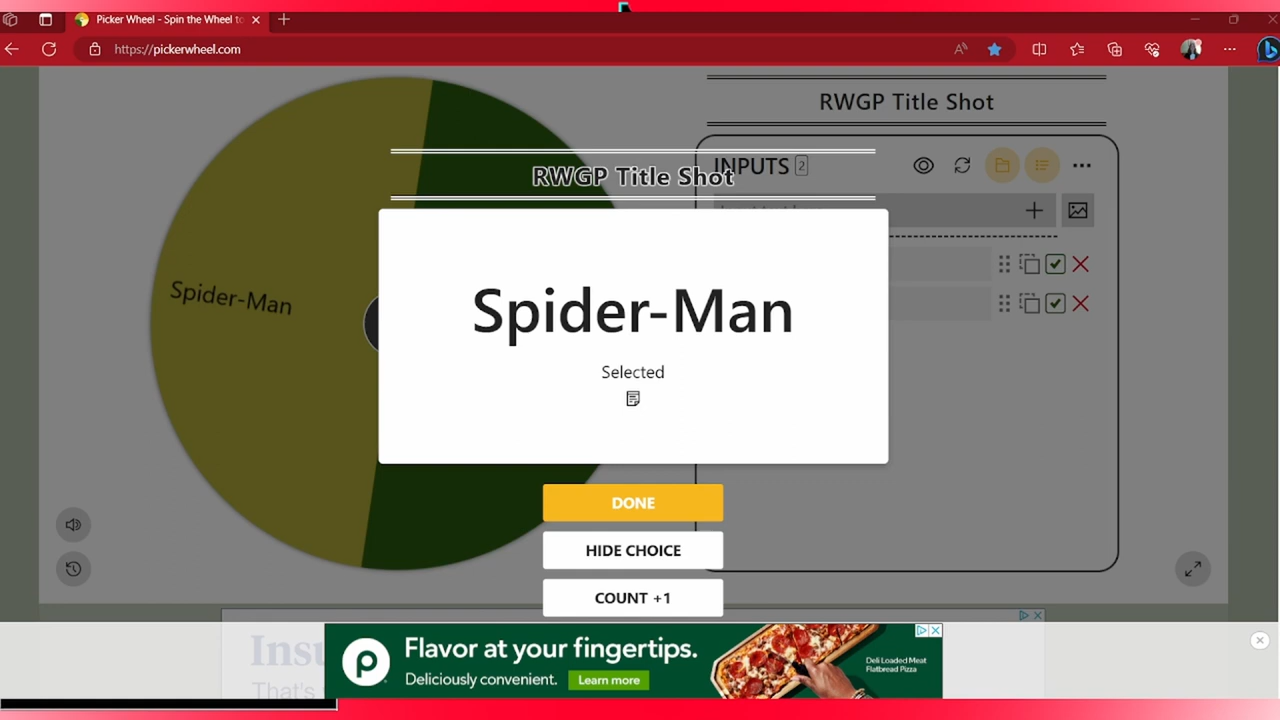 Picker Wheel - Spin the Wheel to
https://pickerwheel.com
RWGP Title Shot
INPUTS 2
RWGP Title Shot
Spider-Man
Spider-Man
Selected
DONE
HIDE CHOICE
COUNT +1
Insu
That's
Flavor at your fingertips.
Deliciously convenient.
Learn more
Deli Loaded Meat
Flatbread Pizza